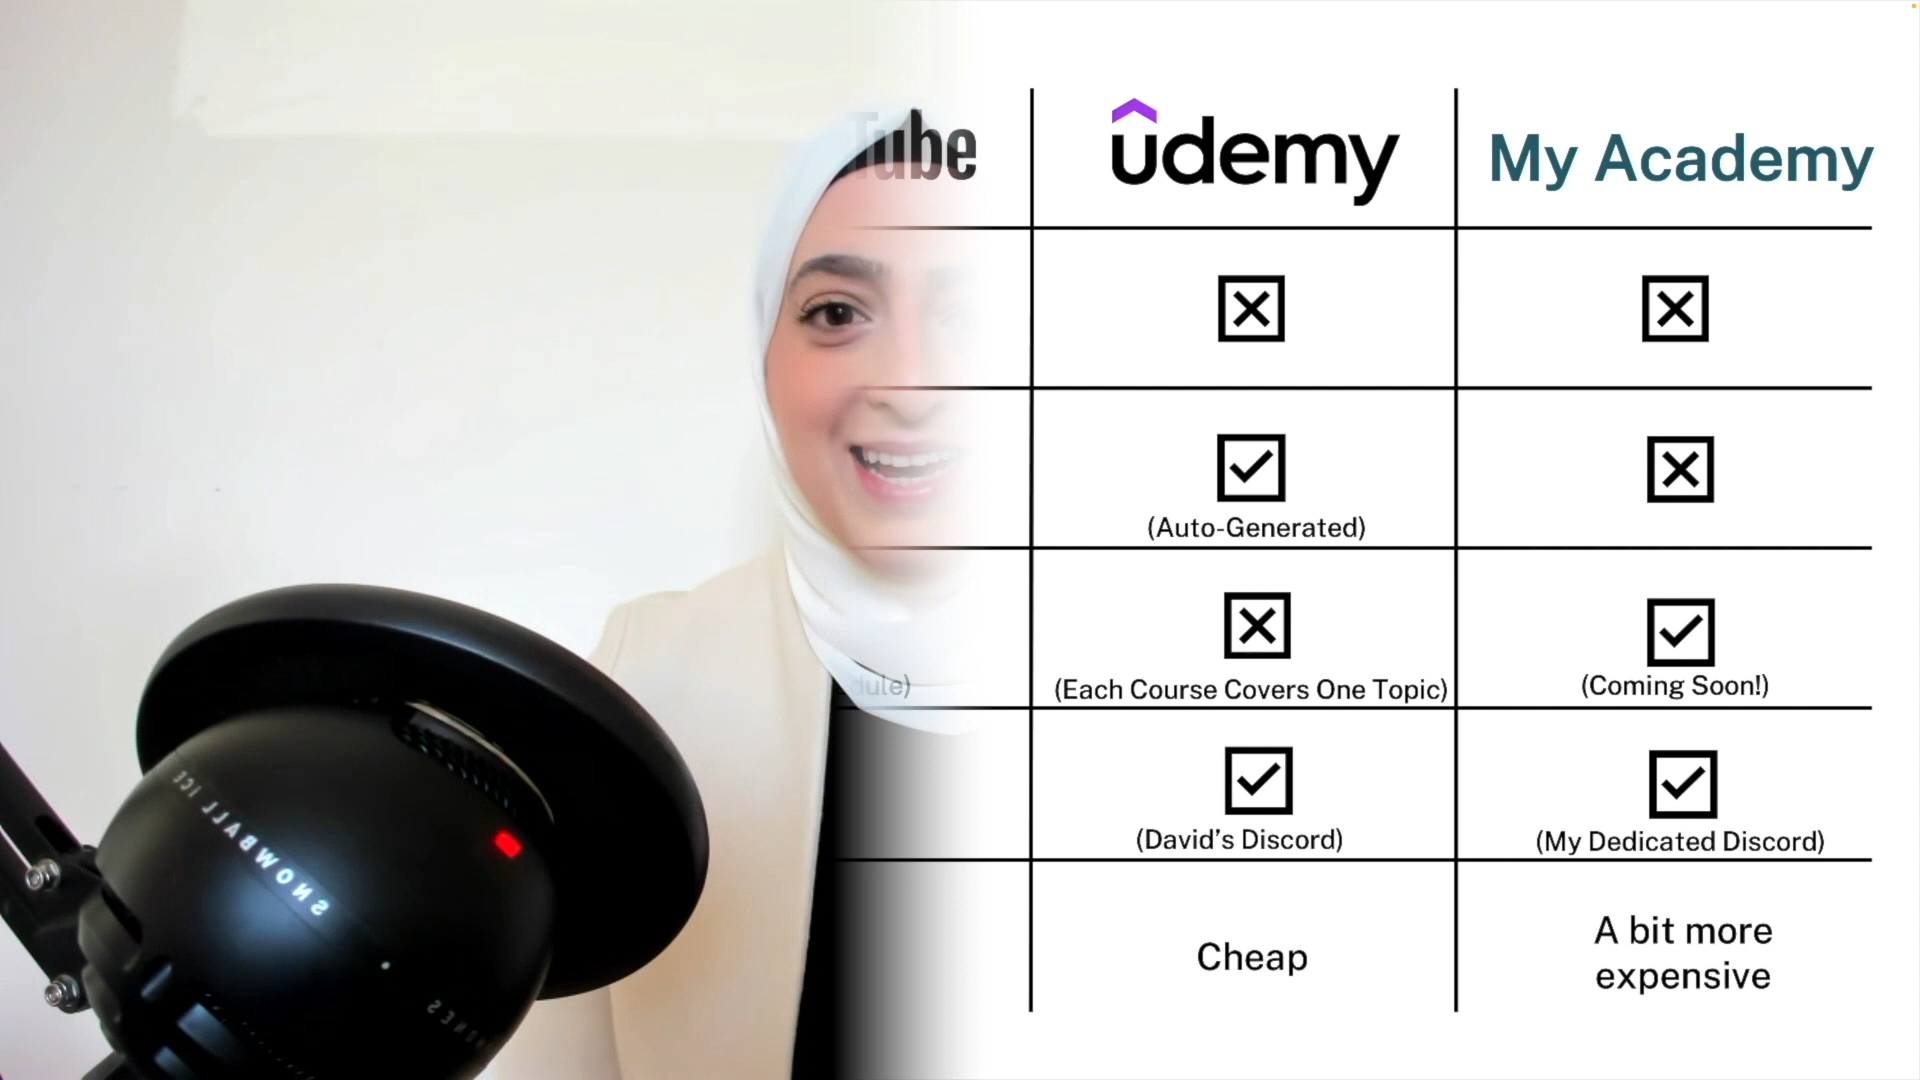 Tube
udemy
My Academy
(Auto-Generated)
dule)
(Each Course Covers One Topic)
(Coming Soon!)
(David's Discord)
(My Dedicated Discord)
SNOWBALL ICE
Cheap
A bit more
expensive